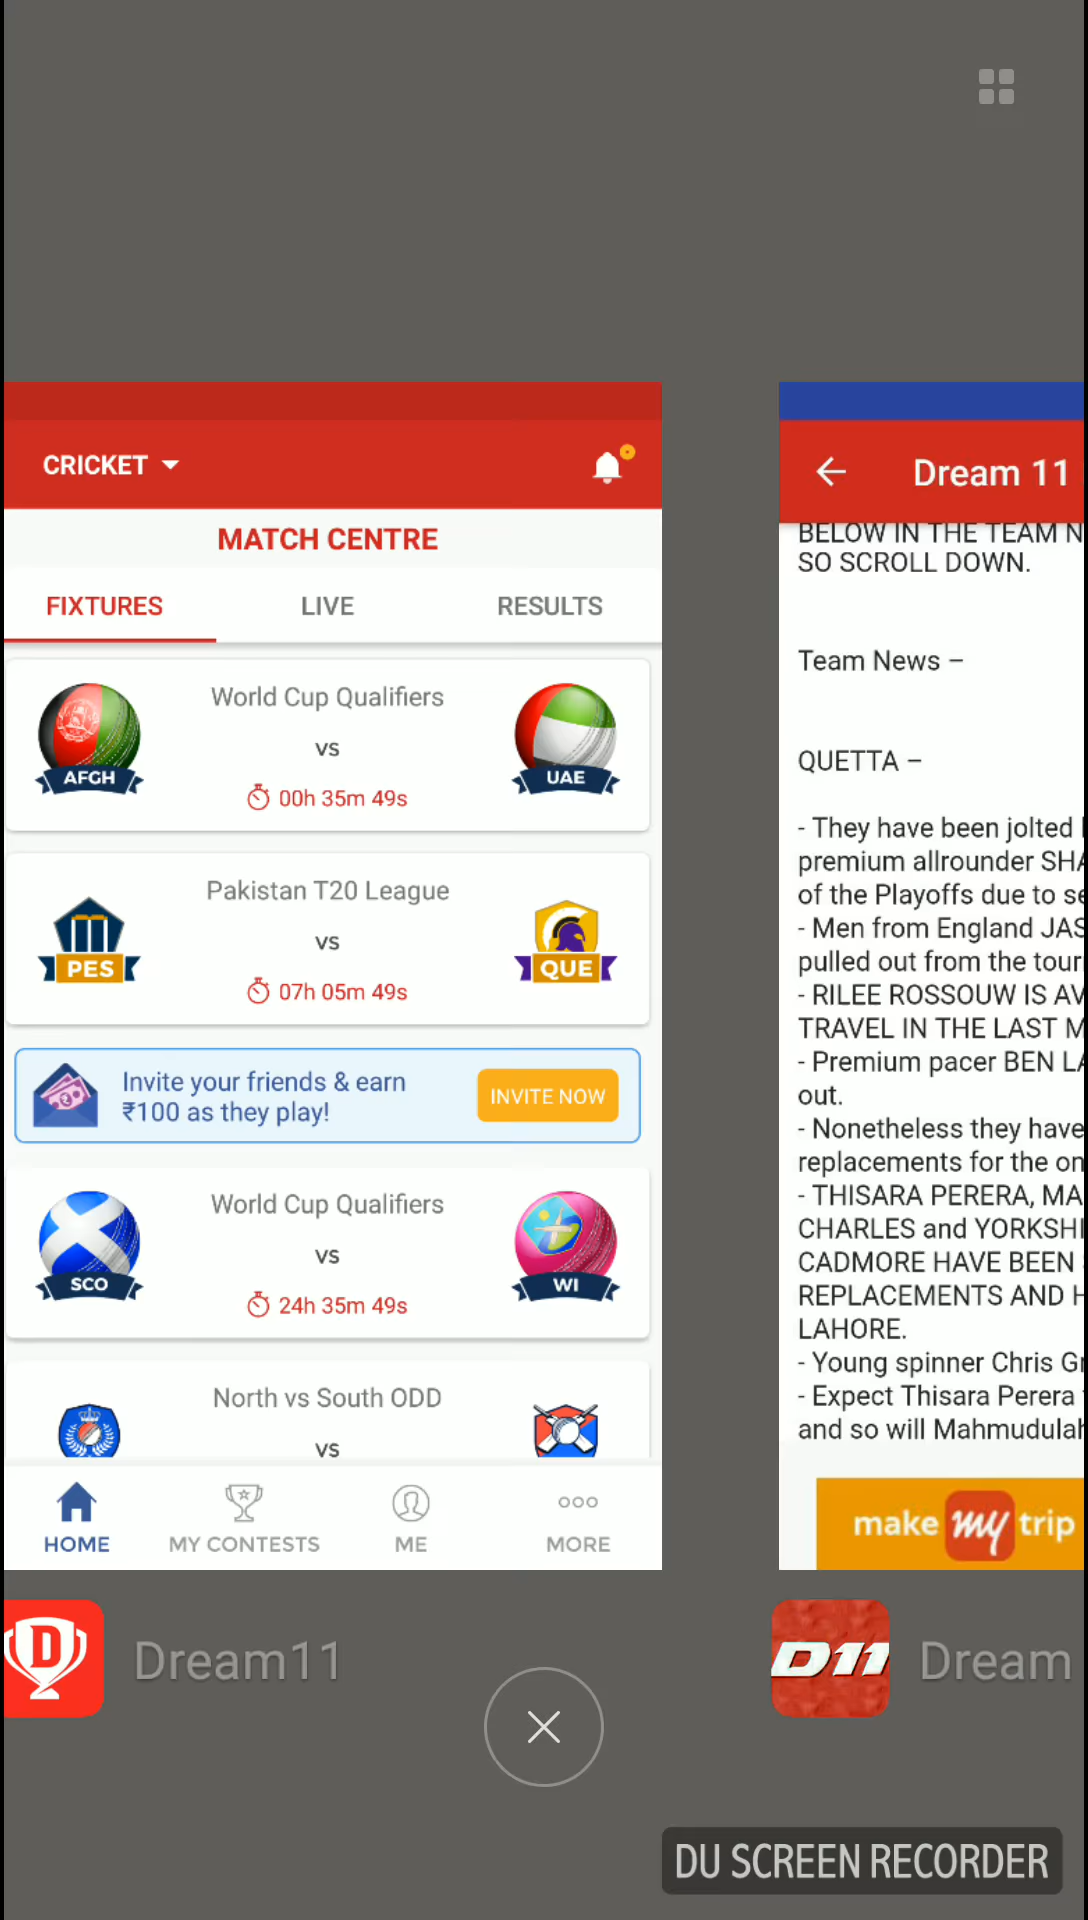 CRICKET
MATCH CENTRE
FIXTURES LIVE RESULTS
World Cup Qualifiers
AFGH vs UAE
00h 35m 49s
Pakistan T20 League
PES vs QUE
07h 05m 49s
Invite your friends & earn
₹100 as they play!
INVITE NOW
World Cup Qualifiers
SCO vs WI
24h 35m 49s
North vs South ODD
vs
HOME MY CONTESTS ME MORE
D
Dream11
Dream 11
BELOW IN THE TEAM N
SO SCROLL DOWN.
Team News –
QUETTA –
- They have been jolted
premium allrounder SHA
of the Playoffs due to se
- Men from England JAS
pulled out from the tour
- RILEE ROSSOUW IS AV
TRAVEL IN THE LAST M
- Premium pacer BEN LA
out.
- Nonetheless they have
replacements for the on
- THISARA PERERA, MA
CHARLES and YORKSHI
CADMORE HAVE BEEN
REPLACEMENTS AND H
LAHORE.
- Young spinner Chris Gr
- Expect Thisara Perera
and so will Mahmudulah
make my trip
D11
Dream
DU SCREEN RECORDER